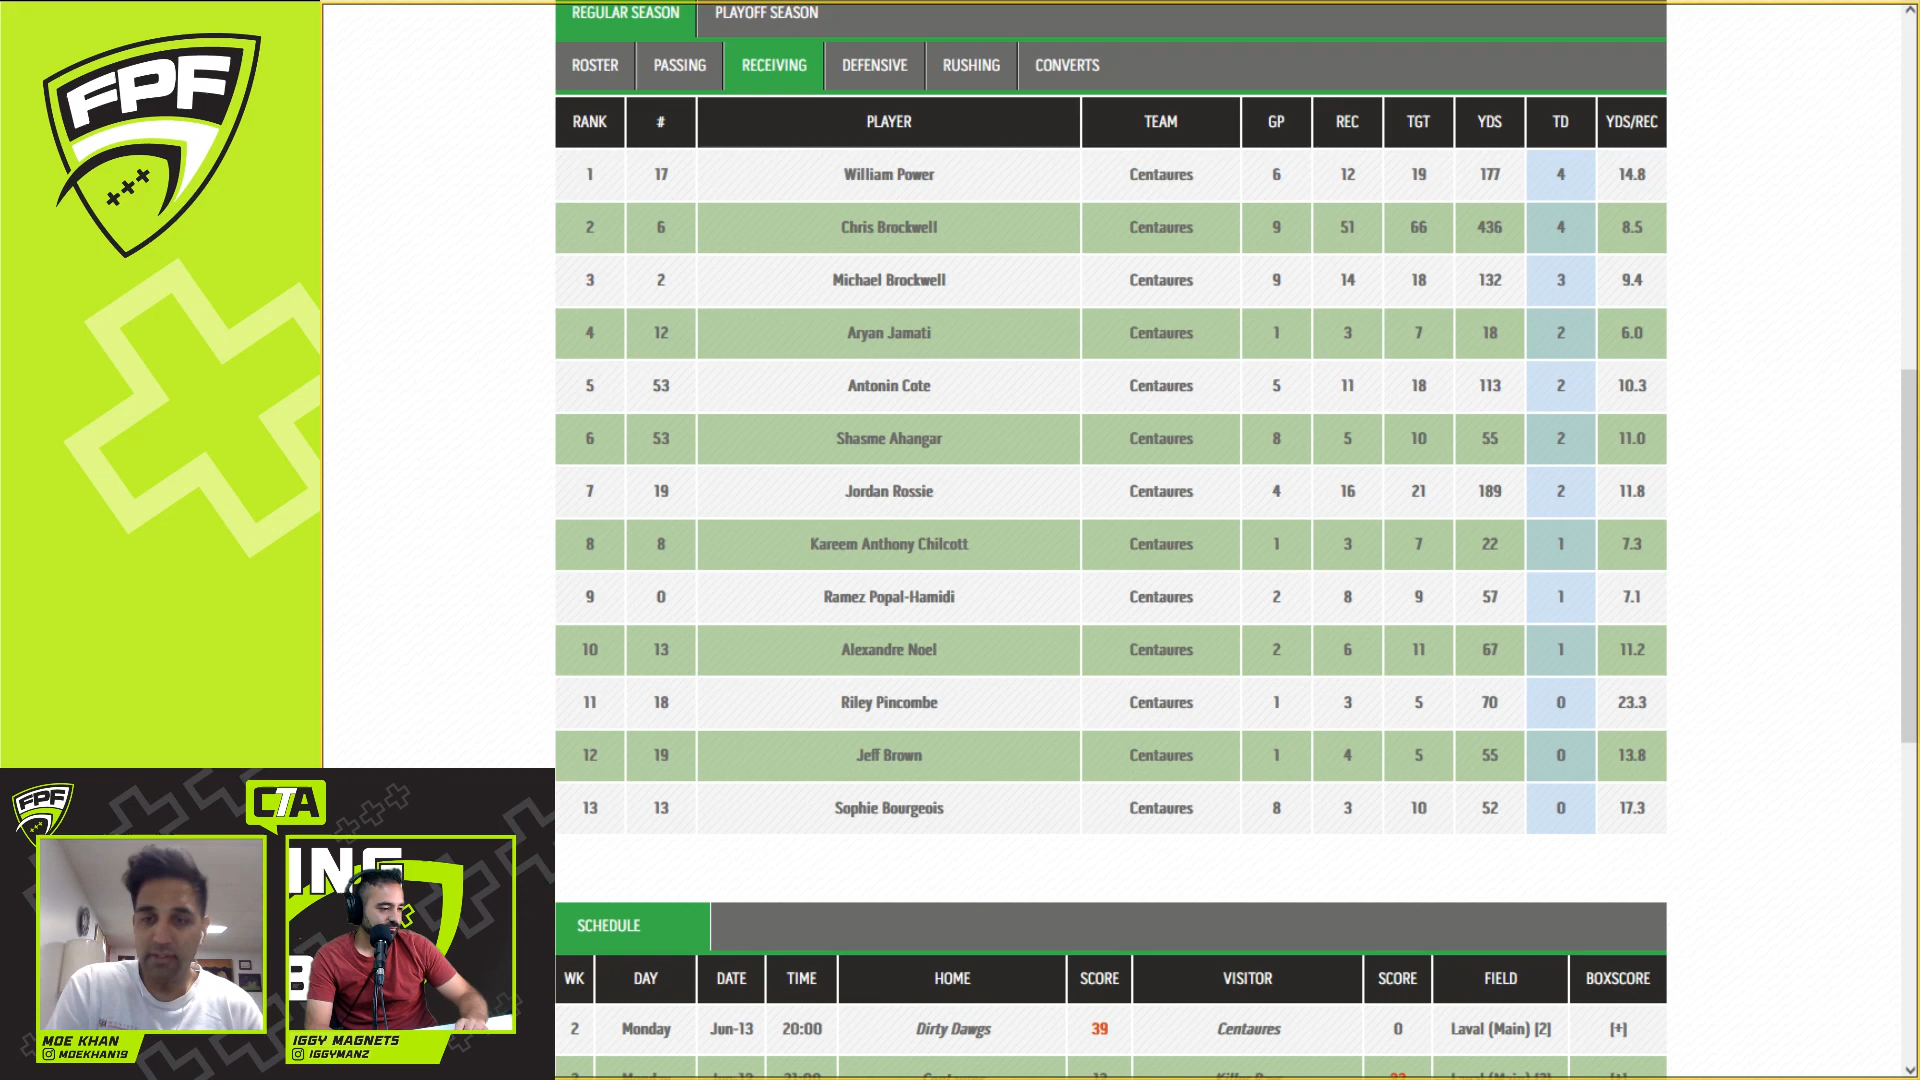 REGULAR SEASON PLAYOFF SEASON
ROSTER PASSING RECEIVING DEFENSIVE RUSHING CONVERTS
RANK # PLAYER TEAM GP REC TGT YDS TD YDS/REC
1 17 William Power Centaures 6 12 19 177 4 14.8
2 6 Chris Brockwell Centaures 9 51 66 436 4 8.5
3 2 Michael Brockwell Centaures 9 14 18 132 3 9.4
4 12 Aryan Jamati Centaures 1 3 7 18 2 6.0
5 53 Antonin Cote Centaures 5 11 18 113 2 10.3
6 53 Shasme Ahangar Centaures 8 5 10 55 2 11.0
7 19 Jordan Rossie Centaures 4 16 21 189 2 11.8
8 8 Kareem Anthony Chilcott Centaures 1 3 7 22 1 7.3
9 0 Ramez Popal-Hamidi Centaures 2 8 9 57 1 7.1
10 13 Alexandre Noel Centaures 2 6 11 67 1 11.2
11 18 Riley Pincombe Centaures 1 3 5 70 0 23.3
12 19 Jeff Brown Centaures 1 4 5 55 0 13.8
13 13 Sophie Bourgeois Centaures 8 3 10 52 0 17.3
SCHEDULE
WK DAY DATE TIME HOME SCORE VISITOR SCORE FIELD BOXSCORE
2 Monday Jun-13 20:00 Dirty Dawgs 39 Centaures 0 Laval (Main) [2] [+]
FPF
FPF
CTA
ING
B
MOE KHAN
MOEKHAN19
IGGY MAGNETS
IGGYMANZ